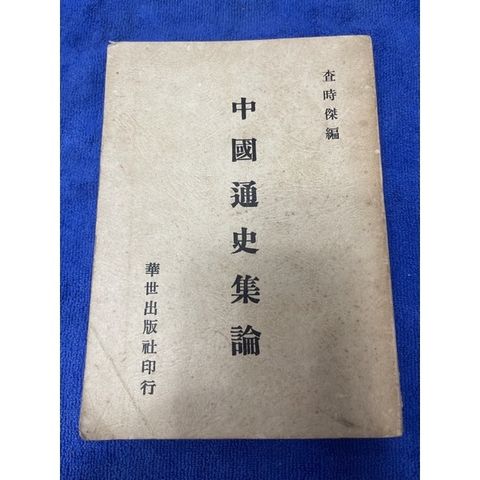 查時傑編
中國通史集論
華世出版社印行